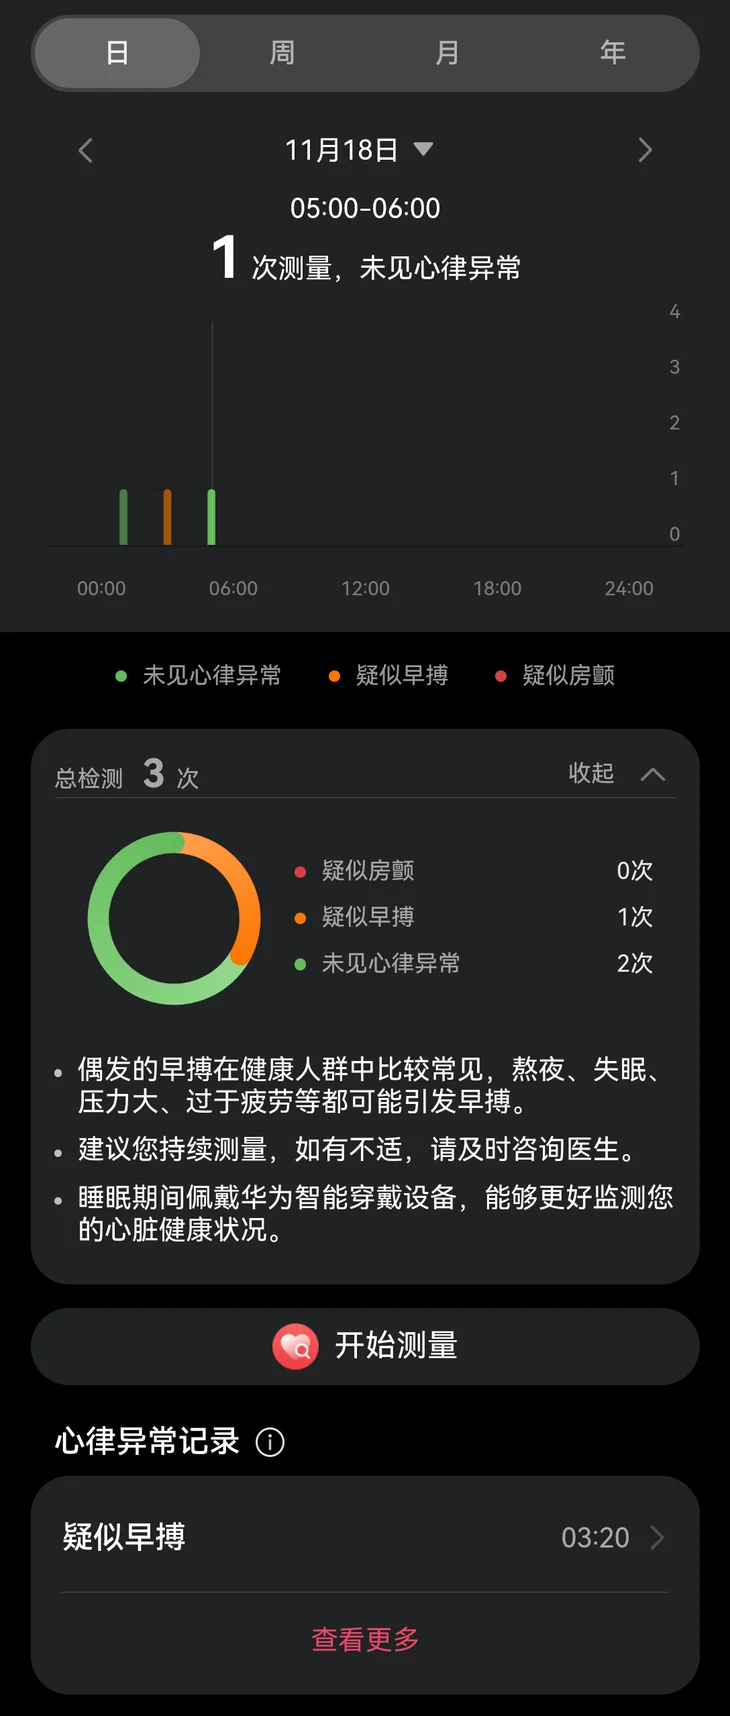 日 周 月 年
11月18日
05:00-06:00
1 次测量，未见心律异常
4
3
2
1
0
00:00 06:00 12:00 18:00 24:00
未见心律异常 疑似早搏 疑似房颤
总检测 3 次 收起
疑似房颤 0次
疑似早搏 1次
未见心律异常 2次
偶发的早搏在健康人群中比较常见，熬夜、失眠、
压力大、过于疲劳等都可能引发早搏。
建议您持续测量，如有不适，请及时咨询医生。
睡眠期间佩戴华为智能穿戴设备，能够更好监测您
的心脏健康状况。
开始测量
心律异常记录
疑似早搏 03:20
查看更多